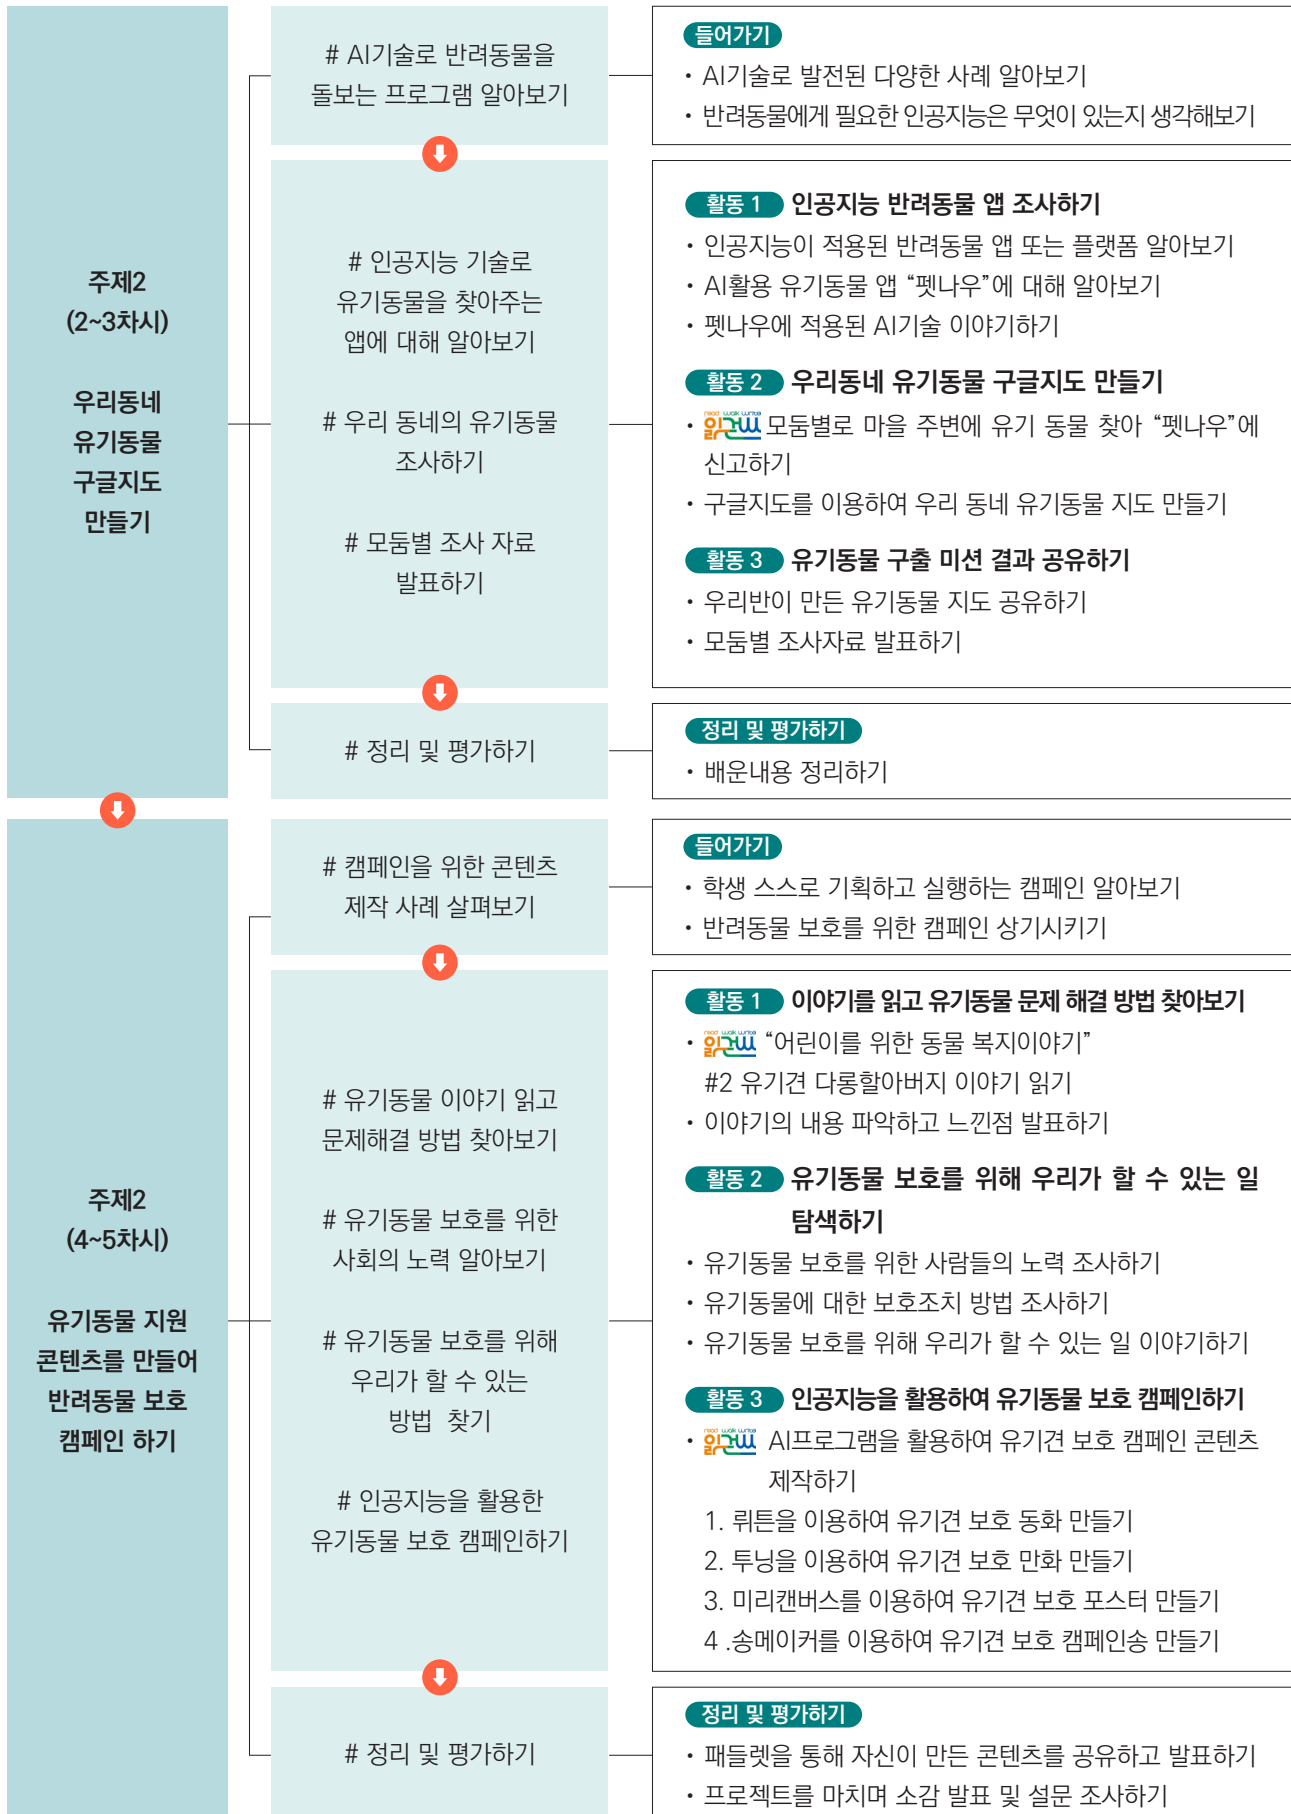 주제2
(2~3차시)
우리동네
유기동물
구글지도
만들기
# AI기술로 반려동물을
돌보는 프로그램 알아보기
들어가기
• AI기술로 발전된 다양한 사례 알아보기
• 반려동물에게 필요한 인공지능은 무엇이 있는지 생각해보기
# 인공지능 기술로
유기동물을 찾아주는
앱에 대해 알아보기
# 우리 동네의 유기동물
조사하기
# 모둠별 조사 자료
발표하기
활동 1 인공지능 반려동물 앱 조사하기
• 인공지능이 적용된 반려동물 앱 또는 플랫폼 알아보기
• AI활용 유기동물 앱 “펫나우”에 대해 알아보기
• 펫나우에 적용된 AI기술 이야기하기
활동 2 우리동네 유기동물 구글지도 만들기
read walk write
• 읽걷쓰 모둠별로 마을 주변에 유기 동물 찾아 “펫나우”에
신고하기
• 구글지도를 이용하여 우리 동네 유기동물 지도 만들기
활동 3 유기동물 구출 미션 결과 공유하기
• 우리반이 만든 유기동물 지도 공유하기
• 모둠별 조사자료 발표하기
# 정리 및 평가하기
정리 및 평가하기
• 배운내용 정리하기
주제2
(4~5차시)
유기동물 지원
콘텐츠를 만들어
반려동물 보호
캠페인 하기
# 캠페인을 위한 콘텐츠
제작 사례 살펴보기
들어가기
• 학생 스스로 기획하고 실행하는 캠페인 알아보기
• 반려동물 보호를 위한 캠페인 상기시키기
# 유기동물 이야기 읽고
문제해결 방법 찾아보기
# 유기동물 보호를 위한
사회의 노력 알아보기
# 유기동물 보호를 위해
우리가 할 수 있는
방법 찾기
# 인공지능을 활용한
유기동물 보호 캠페인하기
활동 1 이야기를 읽고 유기동물 문제 해결 방법 찾아보기
read walk write
• 읽걷쓰 “어린이를 위한 동물 복지이야기”
#2 유기견 다롱할아버지 이야기 읽기
• 이야기의 내용 파악하고 느낀점 발표하기
활동 2 유기동물 보호를 위해 우리가 할 수 있는 일
탐색하기
• 유기동물 보호를 위한 사람들의 노력 조사하기
• 유기동물에 대한 보호조치 방법 조사하기
• 유기동물 보호를 위해 우리가 할 수 있는 일 이야기하기
활동 3 인공지능을 활용하여 유기동물 보호 캠페인하기
read walk write
• 읽걷쓰 AI프로그램을 활용하여 유기견 보호 캠페인 콘텐츠
제작하기
1. 뤼튼을 이용하여 유기견 보호 동화 만들기
2. 투닝을 이용하여 유기견 보호 만화 만들기
3. 미리캔버스를 이용하여 유기견 보호 포스터 만들기
4 .송메이커를 이용하여 유기견 보호 캠페인송 만들기
# 정리 및 평가하기
정리 및 평가하기
• 패들렛을 통해 자신이 만든 콘텐츠를 공유하고 발표하기
• 프로젝트를 마치며 소감 발표 및 설문 조사하기